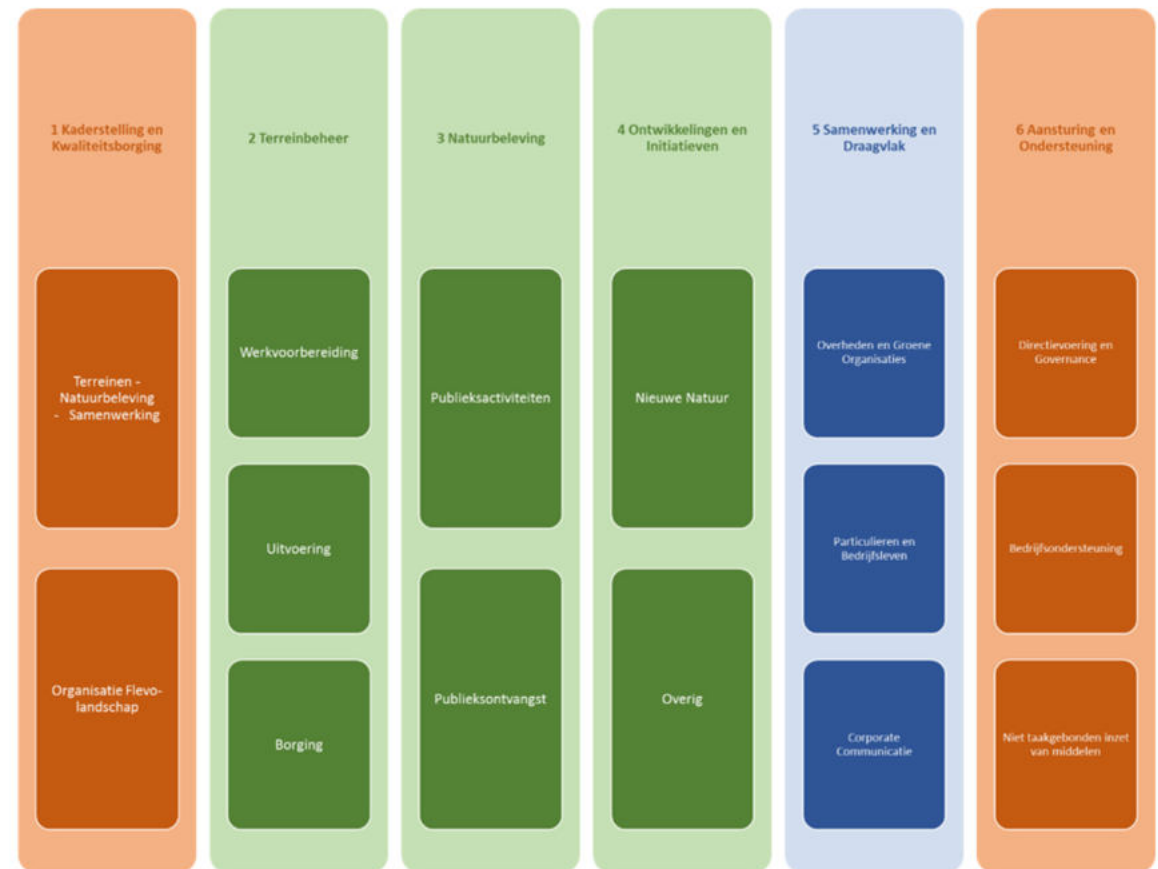 1 Kaderstelling en
Kwaliteitsborging
Terreinen -
Natuurbeleving
- Samenwerking
Organisatie Flevo-
landschap
2 Terreinbeheer
Werkvoorbereiding
Uitvoering
Borging
3 Natuurbeleving
Publieksactiviteiten
Publieksontvangst
4 Ontwikkelingen en
Initiatieven
Nieuwe Natuur
Overig
5 Samenwerking en
Draagvlak
Overheden en Groene
Organisaties
Particulieren en
Bedrijfsleven
Corporate
Communicatie
6 Aansturing en
Ondersteuning
Directievoering en
Governance
Bedrijfsondersteuning
Niet taakgebonden inzet
van middelen